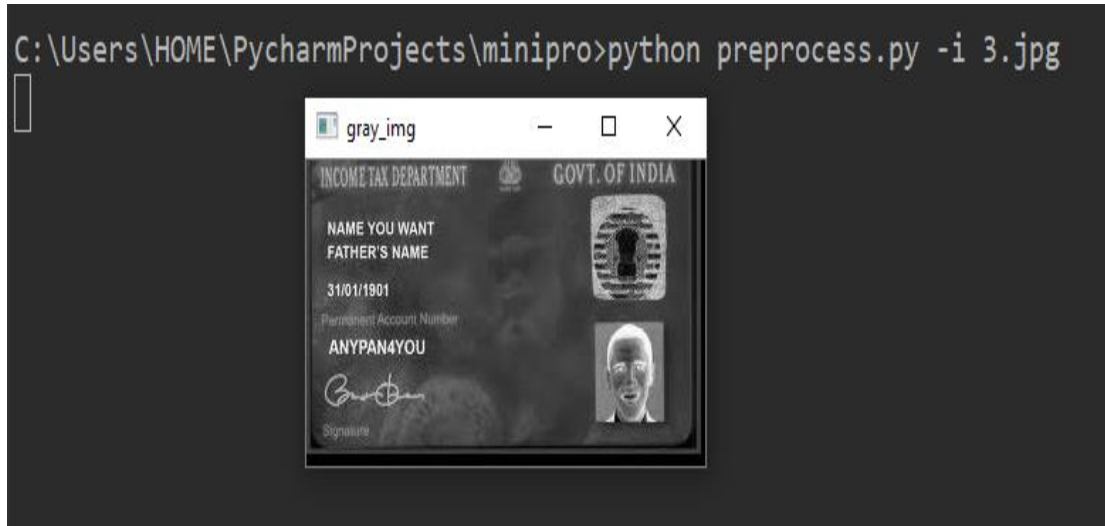 C:\Users\HOME\PycharmProjects\minipro>python preprocess.py -i 3.jpg
gray_img
INCOME TAX DEPARTMENT GOVT. OF INDIA
NAME YOU WANT
FATHER'S NAME
31/01/1901
Permanent Account Number
ANYPAN4YOU
Signature